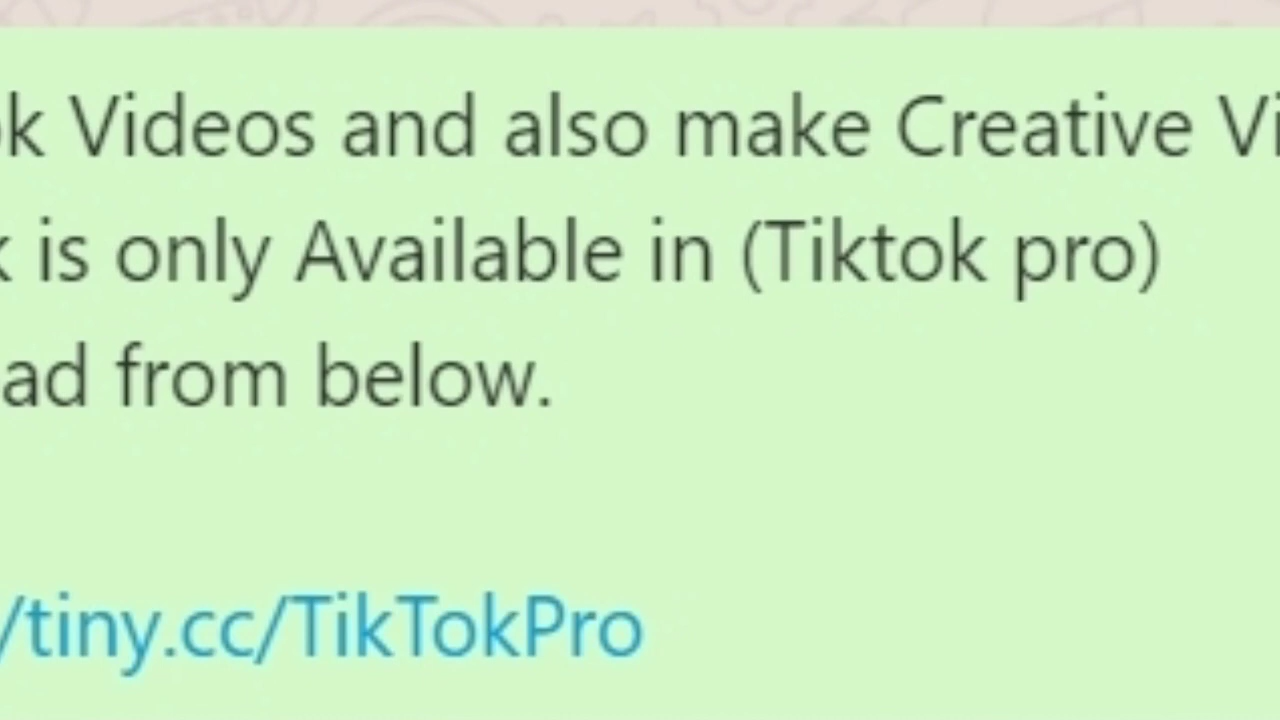 k Videos and also make Creative Vi
is only Available in (Tiktok pro)
ad from below.
/tiny.cc/TikTokPro